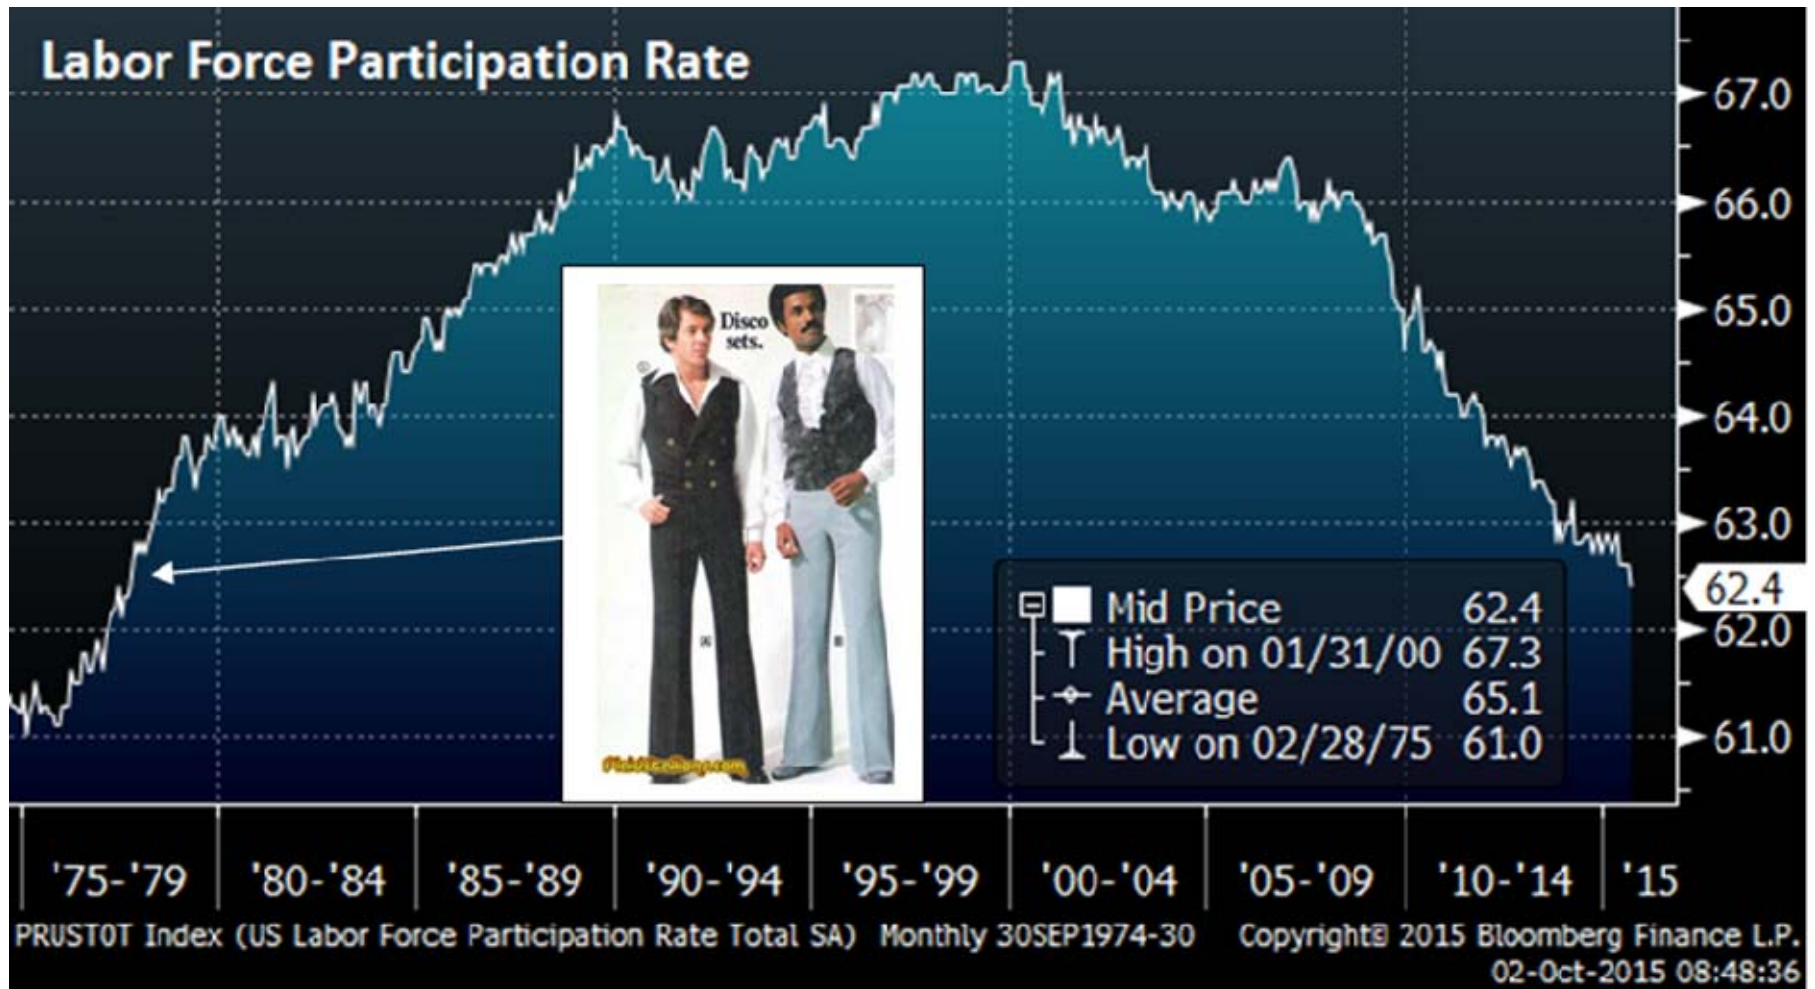 Labor Force Participation Rate
67.0
66.0
65.0
64.0
63.0
62.4
62.0
61.0
Disco
sets.
Mid Price 62.4
High on 01/31/00 67.3
Average 65.1
Low on 02/28/75 61.0
'75-'79 '80-'84 '85-'89 '90-'94 '95-'99 '00-'04 '05-'09 '10-'14 '15
PRUSTOT Index (US Labor Force Participation Rate Total SA) Monthly 30SEP1974-30 Copyright© 2015 Bloomberg Finance L.P.
02-Oct-2015 08:48:36